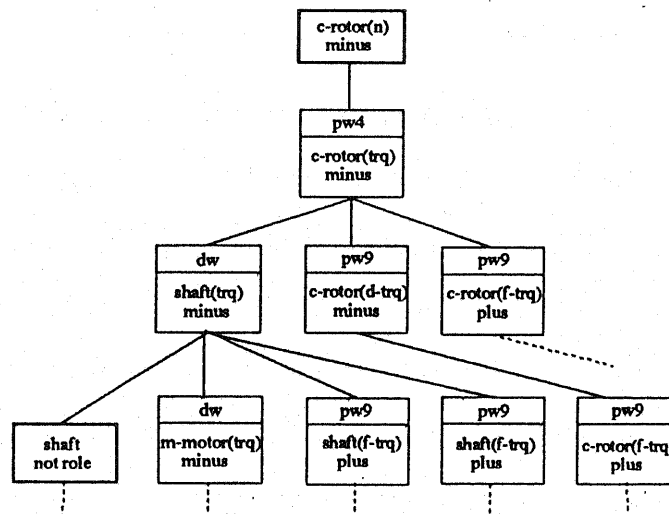 c-rotor(n)
minus
pw4
c-rotor(trq)
minus
dw
shaft(trq)
minus
pw9
c-rotor(d-trq)
minus
pw9
c-rotor(f-trq)
plus
shaft
not role
dw
m-motor(trq)
minus
pw9
shaft(f-trq)
plus
pw9
shaft(f-trq)
plus
pw9
c-rotor(f-trq
plus